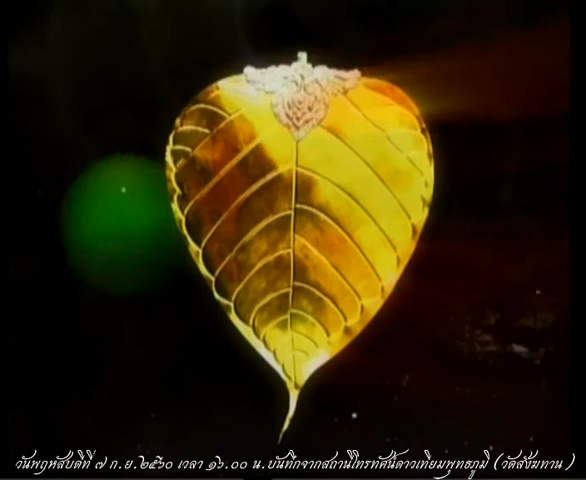 วันพฤหัสบดีที่ ๗ ก.ย.๒๕๖๐ เวลา ๑๖.๐๐ น.บันทึกจากสถานีโทรทัศน์ดาวเทียมพุทธภูมิ (วัดสังฆทาน)